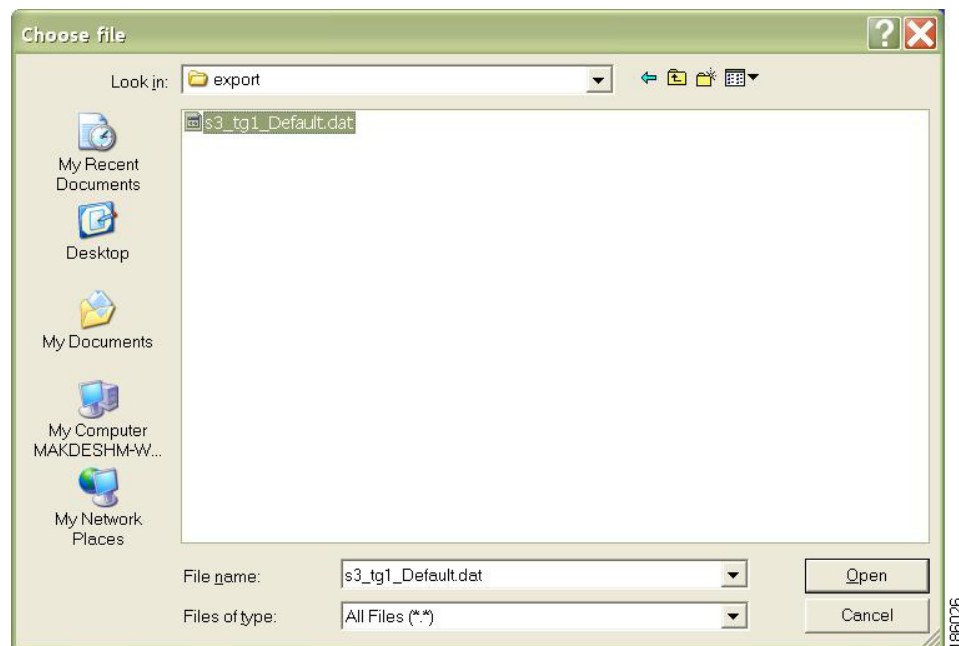 Choose file
Look in:
export
s3_tg1_Default.dat
My Recent
Documents
Desktop
My Documents
My Computer
MAKDESHM-W...
My Network
Places
File name:
s3_tg1_Default.dat
Open
Files of type:
All Files (*.*)
Cancel
186026